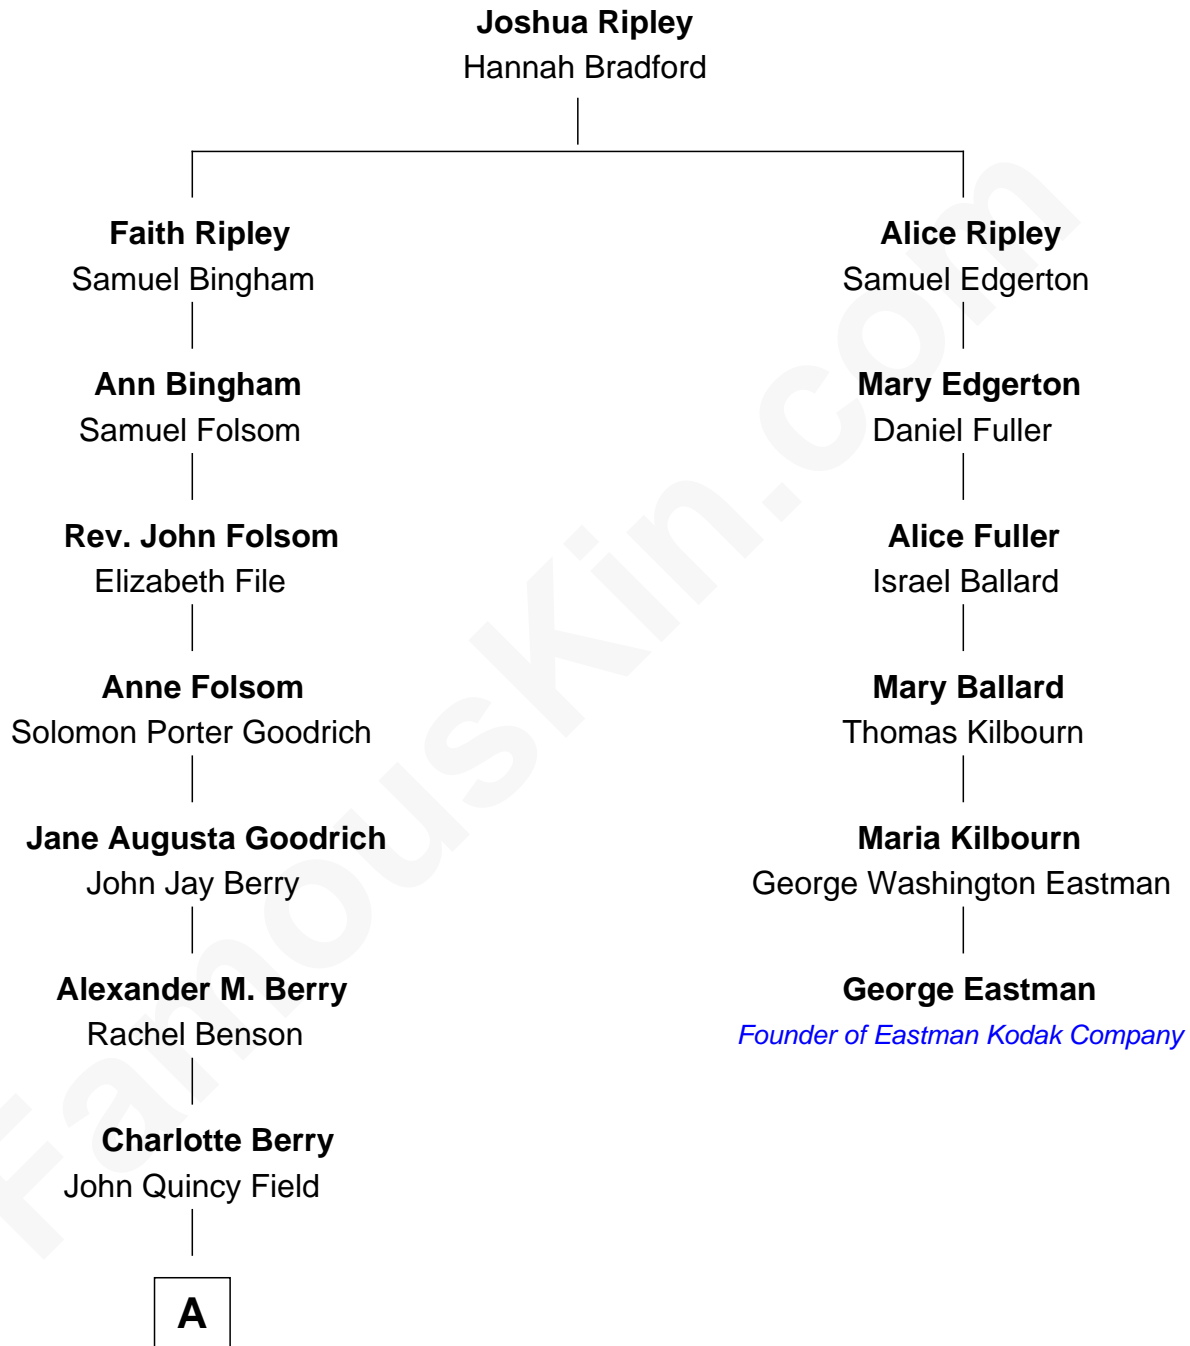 Joshua Ripley
Hannah Bradford
Faith Ripley
Samuel Bingham
Ann Bingham
Samuel Folsom
Rev. John Folsom
Elizabeth File
Anne Folsom
Solomon Porter Goodrich
Jane Augusta Goodrich
John Jay Berry
Alexander M. Berry
Rachel Benson
Charlotte Berry
John Quincy Field
A
Alice Ripley
Samuel Edgerton
Mary Edgerton
Daniel Fuller
Alice Fuller
Israel Ballard
Mary Ballard
Thomas Kilbourn
Maria Kilbourn
George Washington Eastman
George Eastman
Founder of Eastman Kodak Company
FamousKin.com